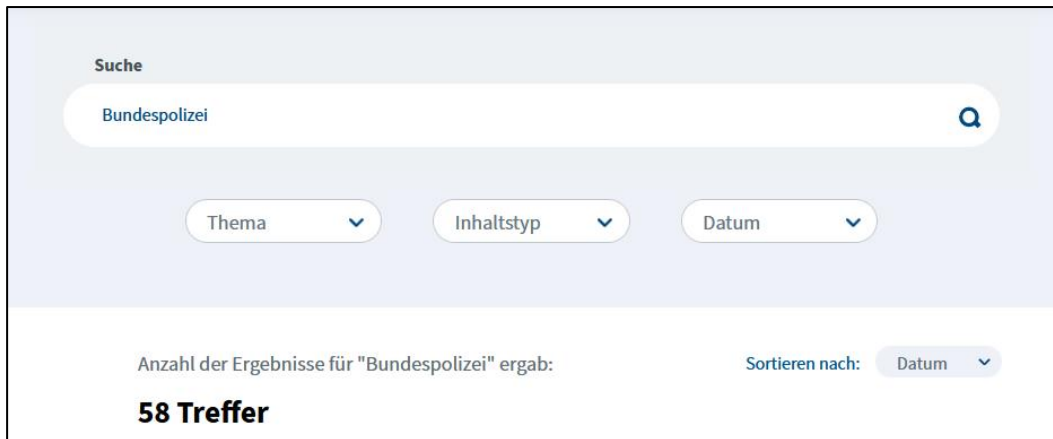 Suche
Bundespolizei
Thema Inhaltstyp Datum
Anzahl der Ergebnisse für "Bundespolizei" ergab: Sortieren nach: Datum
58 Treffer